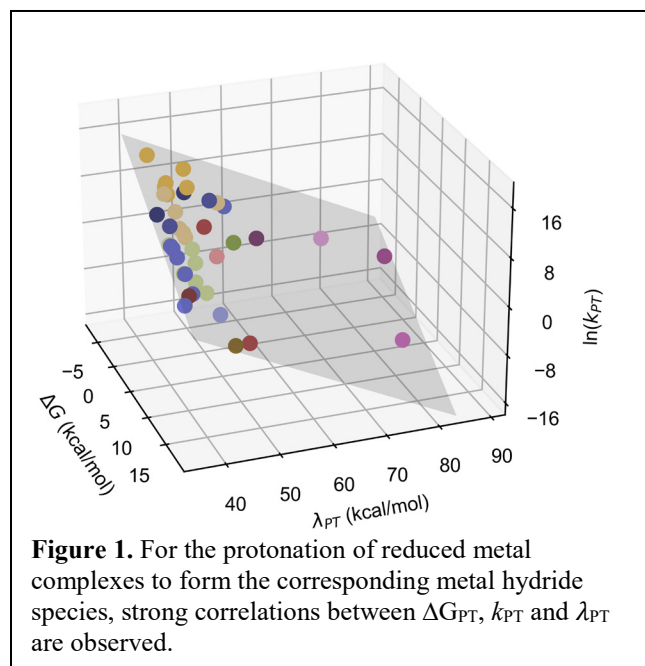 16
8
0
−8
−16
ln(k_PT)
−5
0
5
10
15
ΔG (kcal/mol)
40
50
60
70
80
90
λ_PT (kcal/mol)
Figure 1. For the protonation of reduced metal
complexes to form the corresponding metal hydride
species, strong correlations between ΔG_PT, k_PT and λ_PT
are observed.